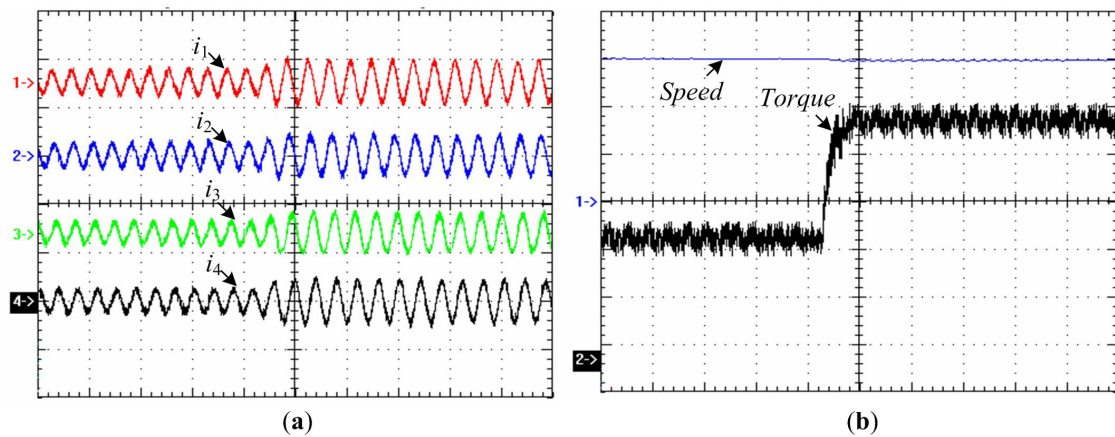 i1
1->
i2
2->
i3
3->
i4
4->
(a)
Speed
Torque
1->
2->
(b)